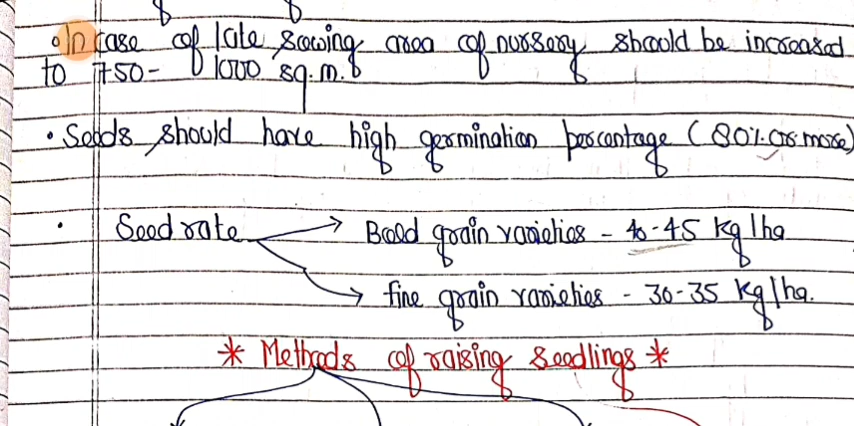 • In case of late sowing area of nursery should be increased
to 750- 1000 sq.m.
• Seeds should have high germination percentage (80% or more)
• Seed rate → Bold grain varieties - 40-45 kg/ha
→ fine grain varieties - 30-35 kg/ha.
* Methods of raising seedlings *